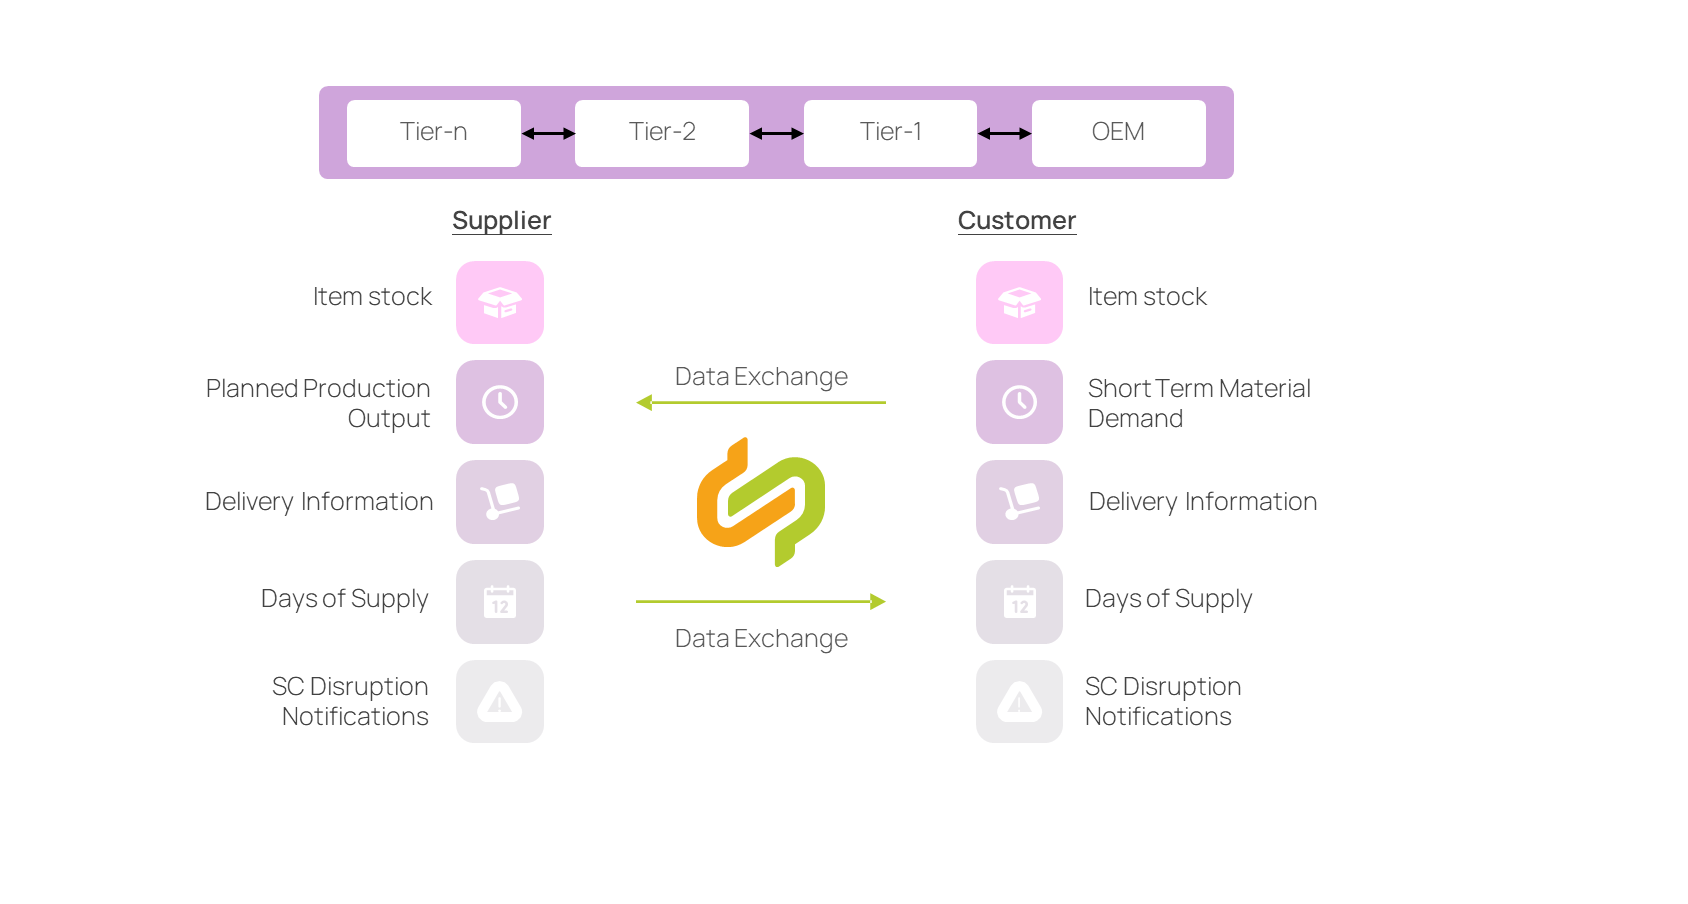 Tier-n
Tier-2
Tier-1
OEM
Supplier
Customer
Item stock
Item stock
Data Exchange
Planned Production
Output
Short Term Material
Demand
Delivery Information
Delivery Information
Days of Supply
12
12
Days of Supply
Data Exchange
SC Disruption
Notifications
SC Disruption
Notifications